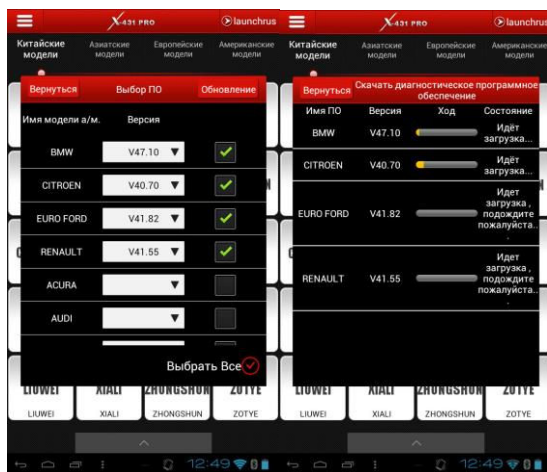 X-431 PRO
launchrus
Китайские модели
Азиатские модели
Европейские модели
Американские модели
Вернуться
Выбор ПО
Обновление
Имя модели а/м.
Версия
BMW
V47.10
CITROEN
V40.70
EURO FORD
V41.82
RENAULT
V41.55
ACURA
AUDI
Выбрать Все
LIUWEI
XIALI
ZHONGSHUN
ZOTYE
LIUWEI
XIALI
ZHONGSHUN
ZOTYE
12:49
X-431 PRO
launchrus
Китайские модели
Азиатские модели
Европейские модели
Американские модели
Вернуться
Скачать диагностическое программное
обеспечение
Имя ПО
Версия
Ход
Состояние
BMW
V47.10
Идёт
загрузка...
CITROEN
V40.70
Идёт
загрузка...
EURO FORD
V41.82
Идет
загрузка ,
подождите
пожалуйста..
.
RENAULT
V41.55
Идет
загрузка ,
подождите
пожалуйста..
.
LIUWEI
XIALI
ZHONGSHUN
ZOTYE
LIUWEI
XIALI
ZHONGSHUN
ZOTYE
12:49